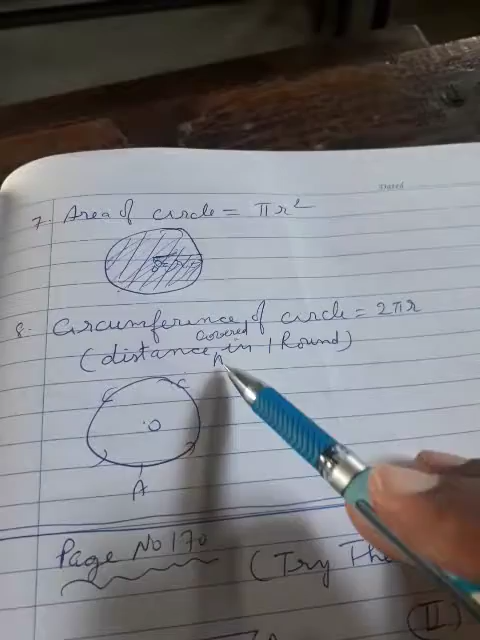 Dated
7. Area of circle = πr²
8. Circumference of circle = 2πr
(distance covered in 1 Round)
O
A
Page No 170
(Try The
(II)